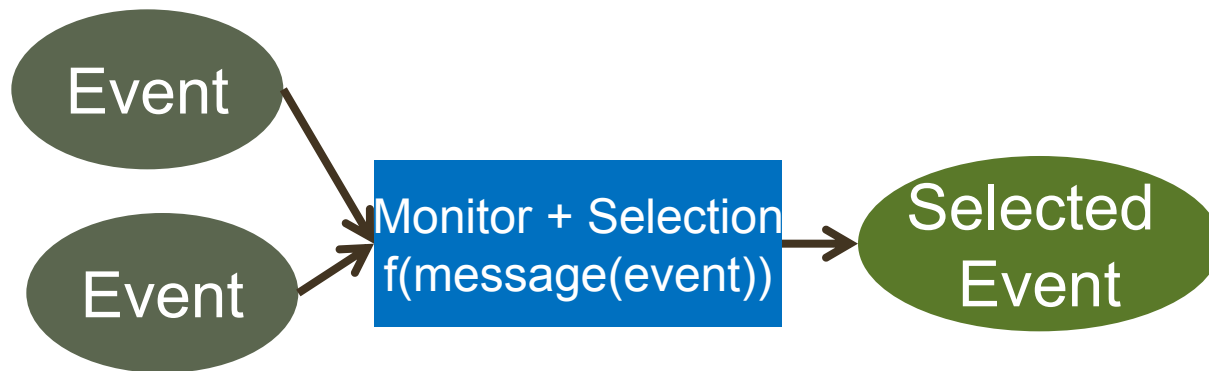 Event
Event
Monitor + Selection
f(message(event))
Selected
Event